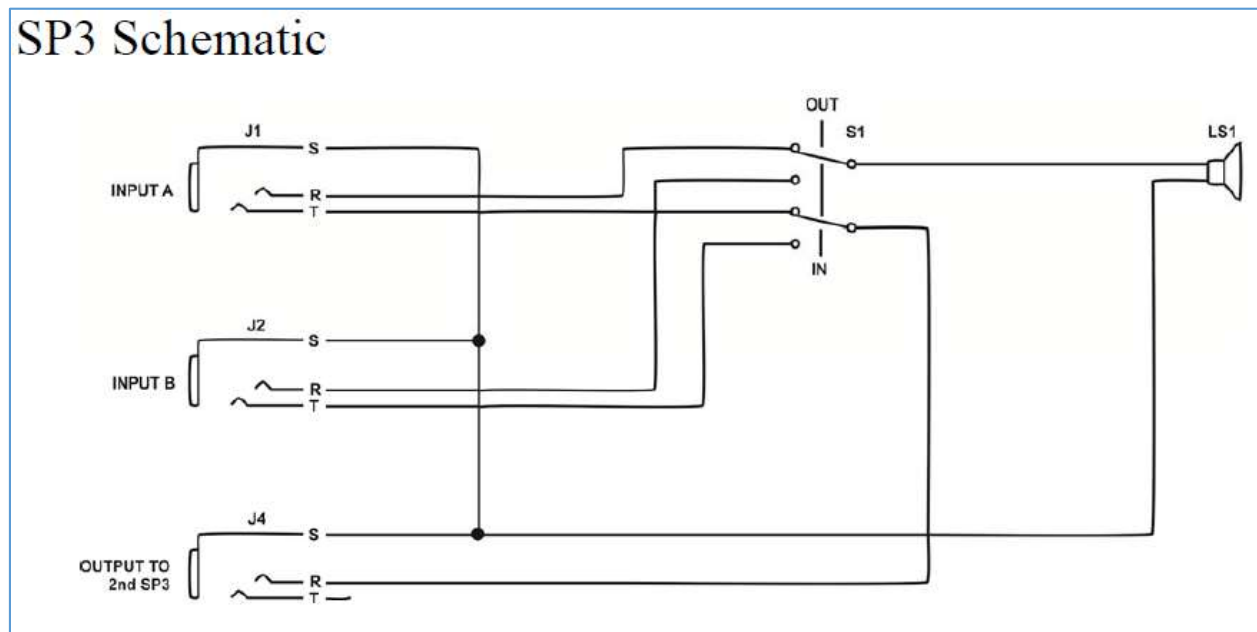 SP3 Schematic
OUT
J1
S
S1
LS1
INPUT A
R
T
IN
J2
S
INPUT B
R
T
J4
S
OUTPUT TO
2nd SP3
R
T